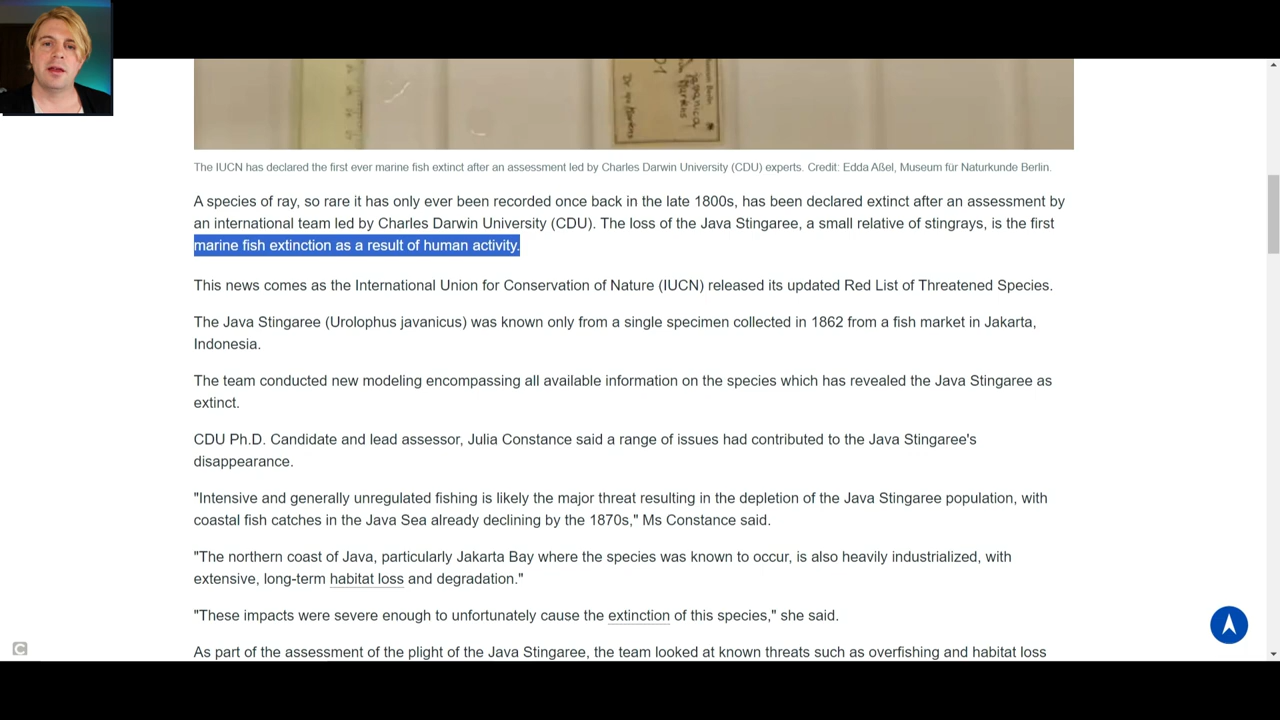 The IUCN has declared the first ever marine fish extinct after an assessment led by Charles Darwin University (CDU) experts. Credit: Edda Aßel, Museum für Naturkunde Berlin.
A species of ray, so rare it has only ever been recorded once back in the late 1800s, has been declared extinct after an assessment by
an international team led by Charles Darwin University (CDU). The loss of the Java Stingaree, a small relative of stingrays, is the first
marine fish extinction as a result of human activity.
This news comes as the International Union for Conservation of Nature (IUCN) released its updated Red List of Threatened Species.
The Java Stingaree (Urolophus javanicus) was known only from a single specimen collected in 1862 from a fish market in Jakarta,
Indonesia.
The team conducted new modeling encompassing all available information on the species which has revealed the Java Stingaree as
extinct.
CDU Ph.D. Candidate and lead assessor, Julia Constance said a range of issues had contributed to the Java Stingaree's
disappearance.
"Intensive and generally unregulated fishing is likely the major threat resulting in the depletion of the Java Stingaree population, with
coastal fish catches in the Java Sea already declining by the 1870s," Ms Constance said.
"The northern coast of Java, particularly Jakarta Bay where the species was known to occur, is also heavily industrialized, with
extensive, long-term habitat loss and degradation."
"These impacts were severe enough to unfortunately cause the extinction of this species," she said.
As part of the assessment of the plight of the Java Stingaree, the team looked at known threats such as overfishing and habitat loss